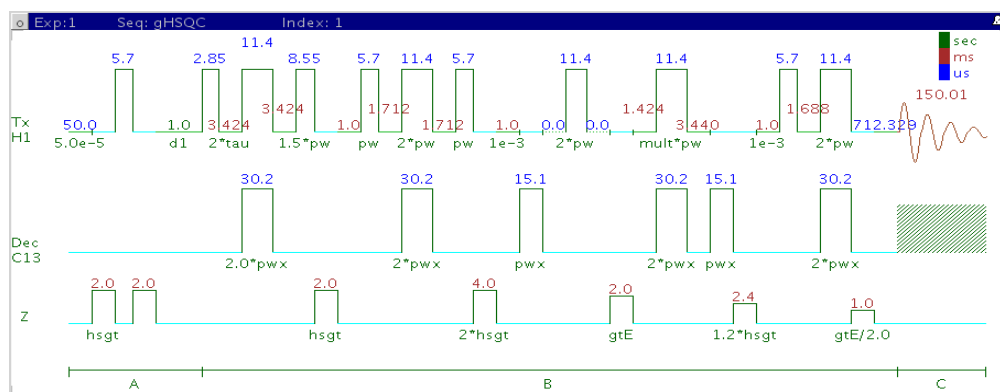 Exp:1 Seq: gHSQC Index: 1
sec
ms
us
11.4
5.7 2.85 8.55 5.7 11.4 5.7 11.4 11.4 5.7 11.4
150.01
3.424 1.712 1.424 1.688
Tx
H1
50.0 1.0 3.424 1.0 1.712 1.0 0.0 0.0 3.440 1.0 712.329
5.0e-5 d1 2*tau 1.5*pw pw 2*pw pw 1e-3 2*pw mult*pw 1e-3 2*pw
30.2 30.2 15.1 30.2 15.1 30.2
Dec
C13
2.0*pwx 2*pwx pwx 2*pwx pwx 2*pwx
2.0 2.0 2.0 4.0 2.0 2.4 1.0
Z
hsgt hsgt 2*hsgt gtE 1.2*hsgt gtE/2.0
A B C